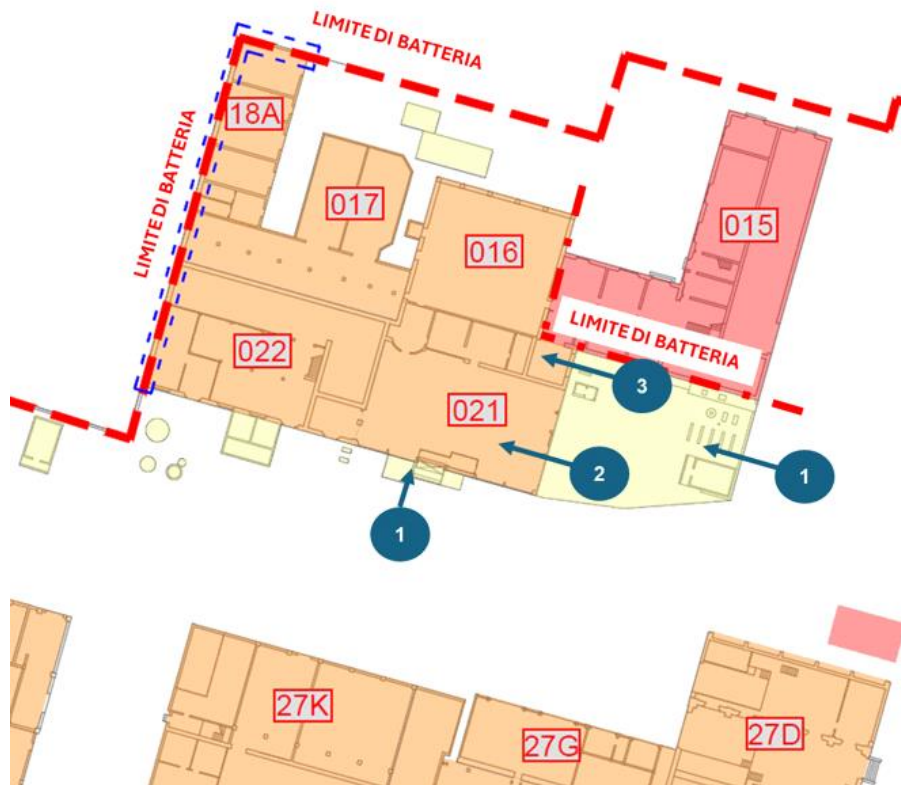 LIMITE DI BATTERIA
18A
LIMITE DI BATTERIA
017
015
016
LIMITE DI BATTERIA
022
3
021
2
1
1
27K
27G
27D